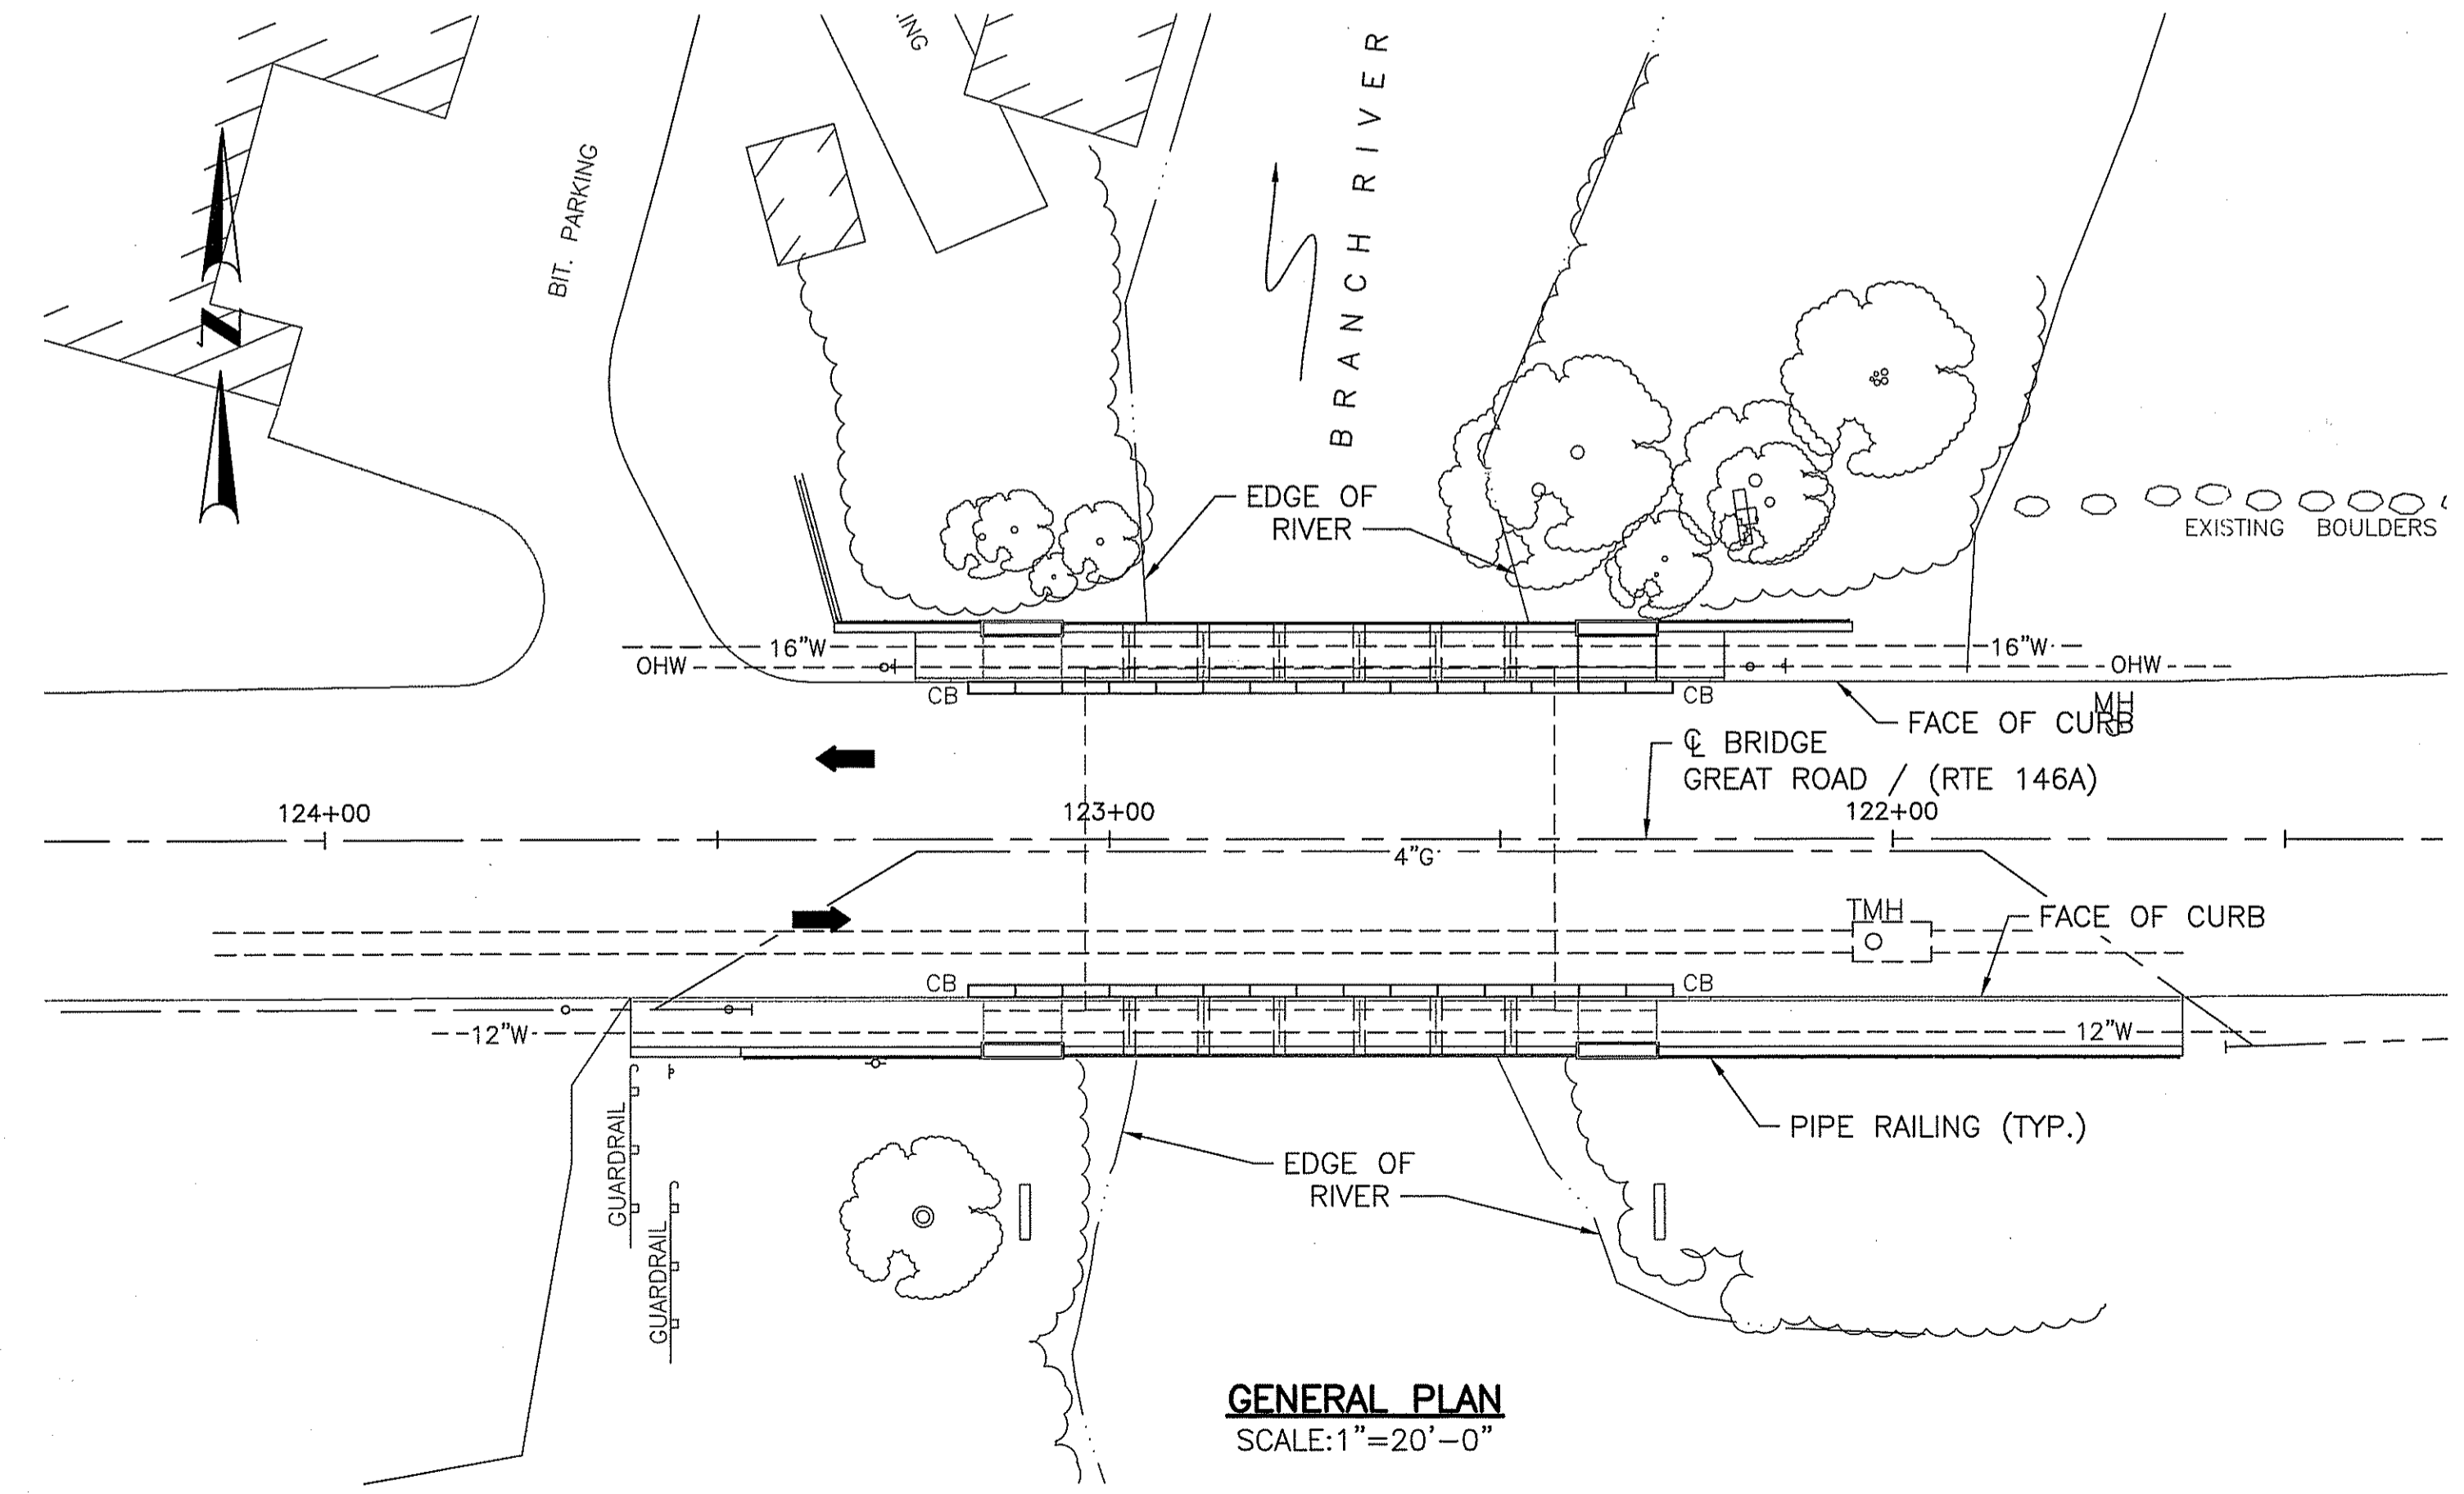 BIT. PARKING
BRANCH RIVER
N
EDGE OF
RIVER
EXISTING BOULDERS
16"W
16"W
OHW
OHW
CB
CB
MH
FACE OF CURB
℄ BRIDGE
GREAT ROAD / (RTE 146A)
124+00
123+00
122+00
4"G
TMH
FACE OF CURB
CB
CB
12"W
12"W
GUARDRAIL
GUARDRAIL
PIPE RAILING (TYP.)
EDGE OF
RIVER
GENERAL PLAN
SCALE:1"=20'-0"